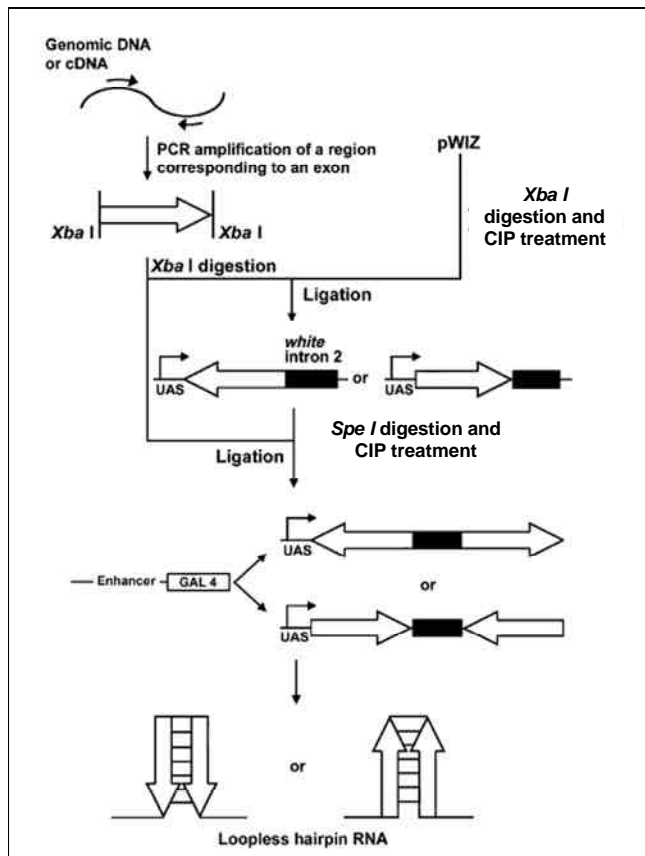 Genomic DNA
or cDNA
PCR amplification of a region
corresponding to an exon
pWIZ
Xba I
digestion and
CIP treatment
Xba I
Xba I
Xba I digestion
Ligation
white
intron 2
UAS
or
UAS
Spe I digestion and
CIP treatment
Ligation
UAS
Enhancer
GAL 4
or
UAS
or
Loopless hairpin RNA